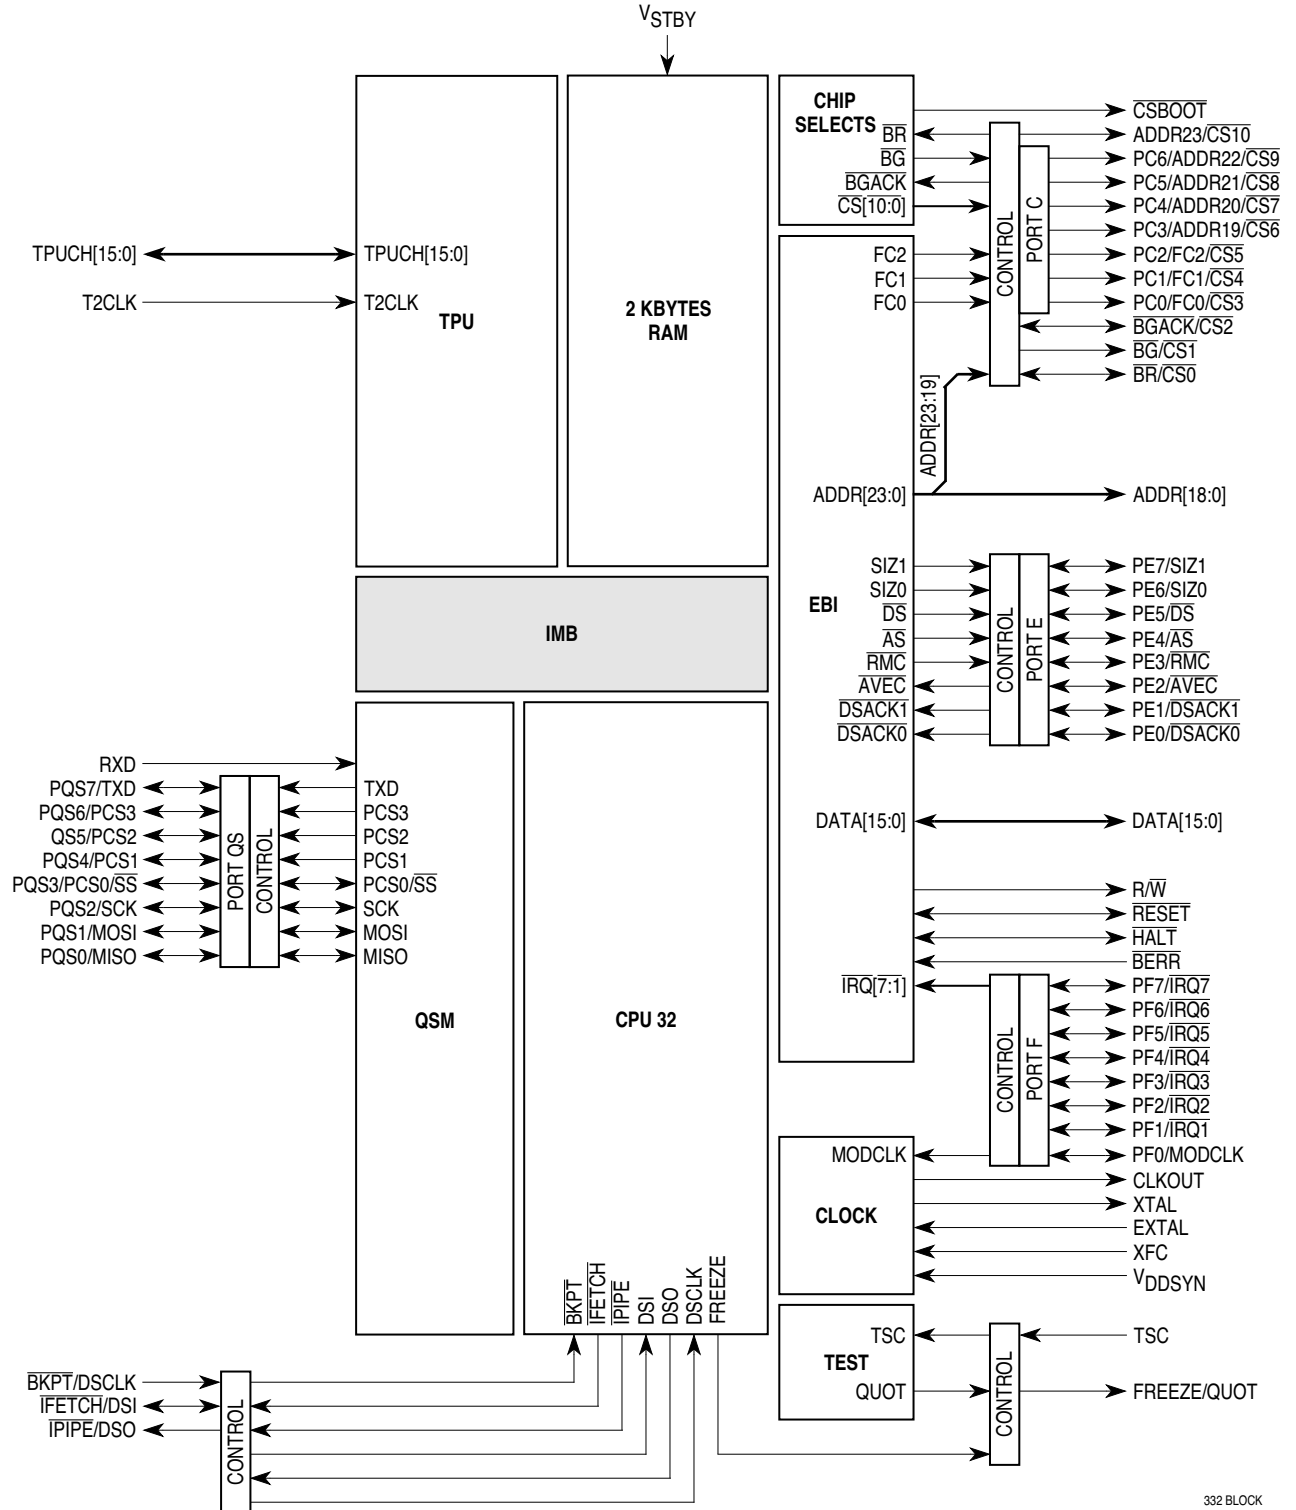 VSTBY
CHIP
SELECTS
BR
BG
BGACK
CS[10:0]
CONTROL
PORT C
CSBOOT
ADDR23/CS10
PC6/ADDR22/CS9
PC5/ADDR21/CS8
PC4/ADDR20/CS7
PC3/ADDR19/CS6
PC2/FC2/CS5
PC1/FC1/CS4
PC0/FC0/CS3
BGACK/CS2
BG/CS1
BR/CS0
TPUCH[15:0]
T2CLK
TPUCH[15:0]
T2CLK
TPU
2 KBYTES
RAM
FC2
FC1
FC0
ADDR[23:19]
ADDR[23:0]
ADDR[18:0]
SIZ1
SIZ0
EBI
DS
AS
RMC
AVEC
DSACK1
DSACK0
CONTROL
PORT E
PE7/SIZ1
PE6/SIZ0
PE5/DS
PE4/AS
PE3/RMC
PE2/AVEC
PE1/DSACK1
PE0/DSACK0
IMB
RXD
PQS7/TXD
PQS6/PCS3
QS5/PCS2
PQS4/PCS1
PQS3/PCS0/SS
PQS2/SCK
PQS1/MOSI
PQS0/MISO
PORT QS
CONTROL
TXD
PCS3
PCS2
PCS1
PCS0/SS
SCK
MOSI
MISO
QSM
CPU 32
DATA[15:0]
DATA[15:0]
R/W
RESET
HALT
BERR
IRQ[7:1]
CONTROL
PORT F
PF7/IRQ7
PF6/IRQ6
PF5/IRQ5
PF4/IRQ4
PF3/IRQ3
PF2/IRQ2
PF1/IRQ1
PF0/MODCLK
MODCLK
CLOCK
CLKOUT
XTAL
EXTAL
XFC
VDDSYN
BKPT
IFETCH
IPIPE
DSI
DSO
DSCLK
FREEZE
TSC
TEST
QUOT
CONTROL
TSC
FREEZE/QUOT
BKPT/DSCLK
IFETCH/DSI
IPIPE/DSO
CONTROL
332 BLOCK